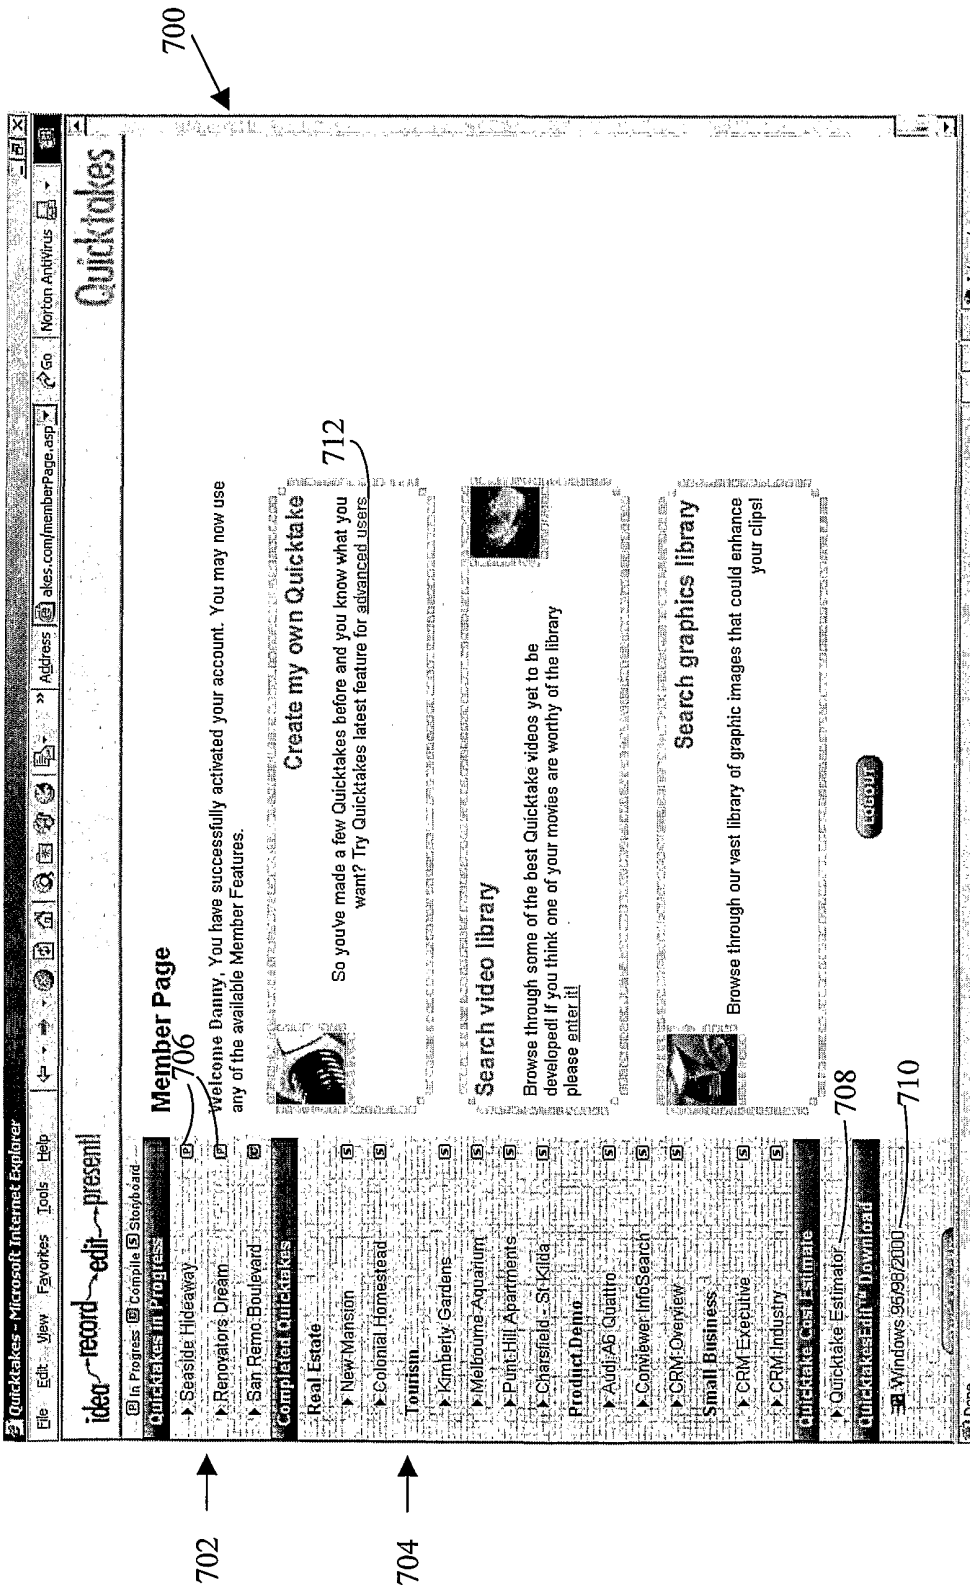 Quicktakes - Microsoft Internet Explorer
File Edit View Favorites Tools Help
Address akes.com/memberPage.asp Go Norton AntiVirus
idea record edit present!
Quicktakes
P In Progress C Compile S Storyboard
Quicktakes in Progress
Seaside Hideaway P
Renovators Dream P
San Remo Boulevard C
Completed Quicktakes
Real Estate
New Mansion S
Colonial Homestead S
Tourism
Kimberly Gardens S
Melbourne Aquarium S
Punt Hill Apartments S
Charsfield - St Kilda S
Product Demo
Audi A6 Quattro S
Conviewer InfoSearch S
CRM Overview S
Small Business
CRM Executive S
CRM Industry S
Quicktake Cost Estimate
Quicktake Estimator
QuicktakesEdit™ Download
Windows 95/98/2000
Member Page
Welcome Danny, You have successfully activated your account. You may now use
any of the available Member Features.
Create my own Quicktake
So you've made a few Quicktakes before and you know what you
want? Try Quicktakes latest feature for advanced users
Search video library
Browse through some of the best Quicktake videos yet to be
developed! If you think one of your movies are worthy of the library
please enter it!
Search graphics library
Browse through our vast library of graphic images that could enhance
your clips!
LOGOUT
700
702
704
706
708
710
712